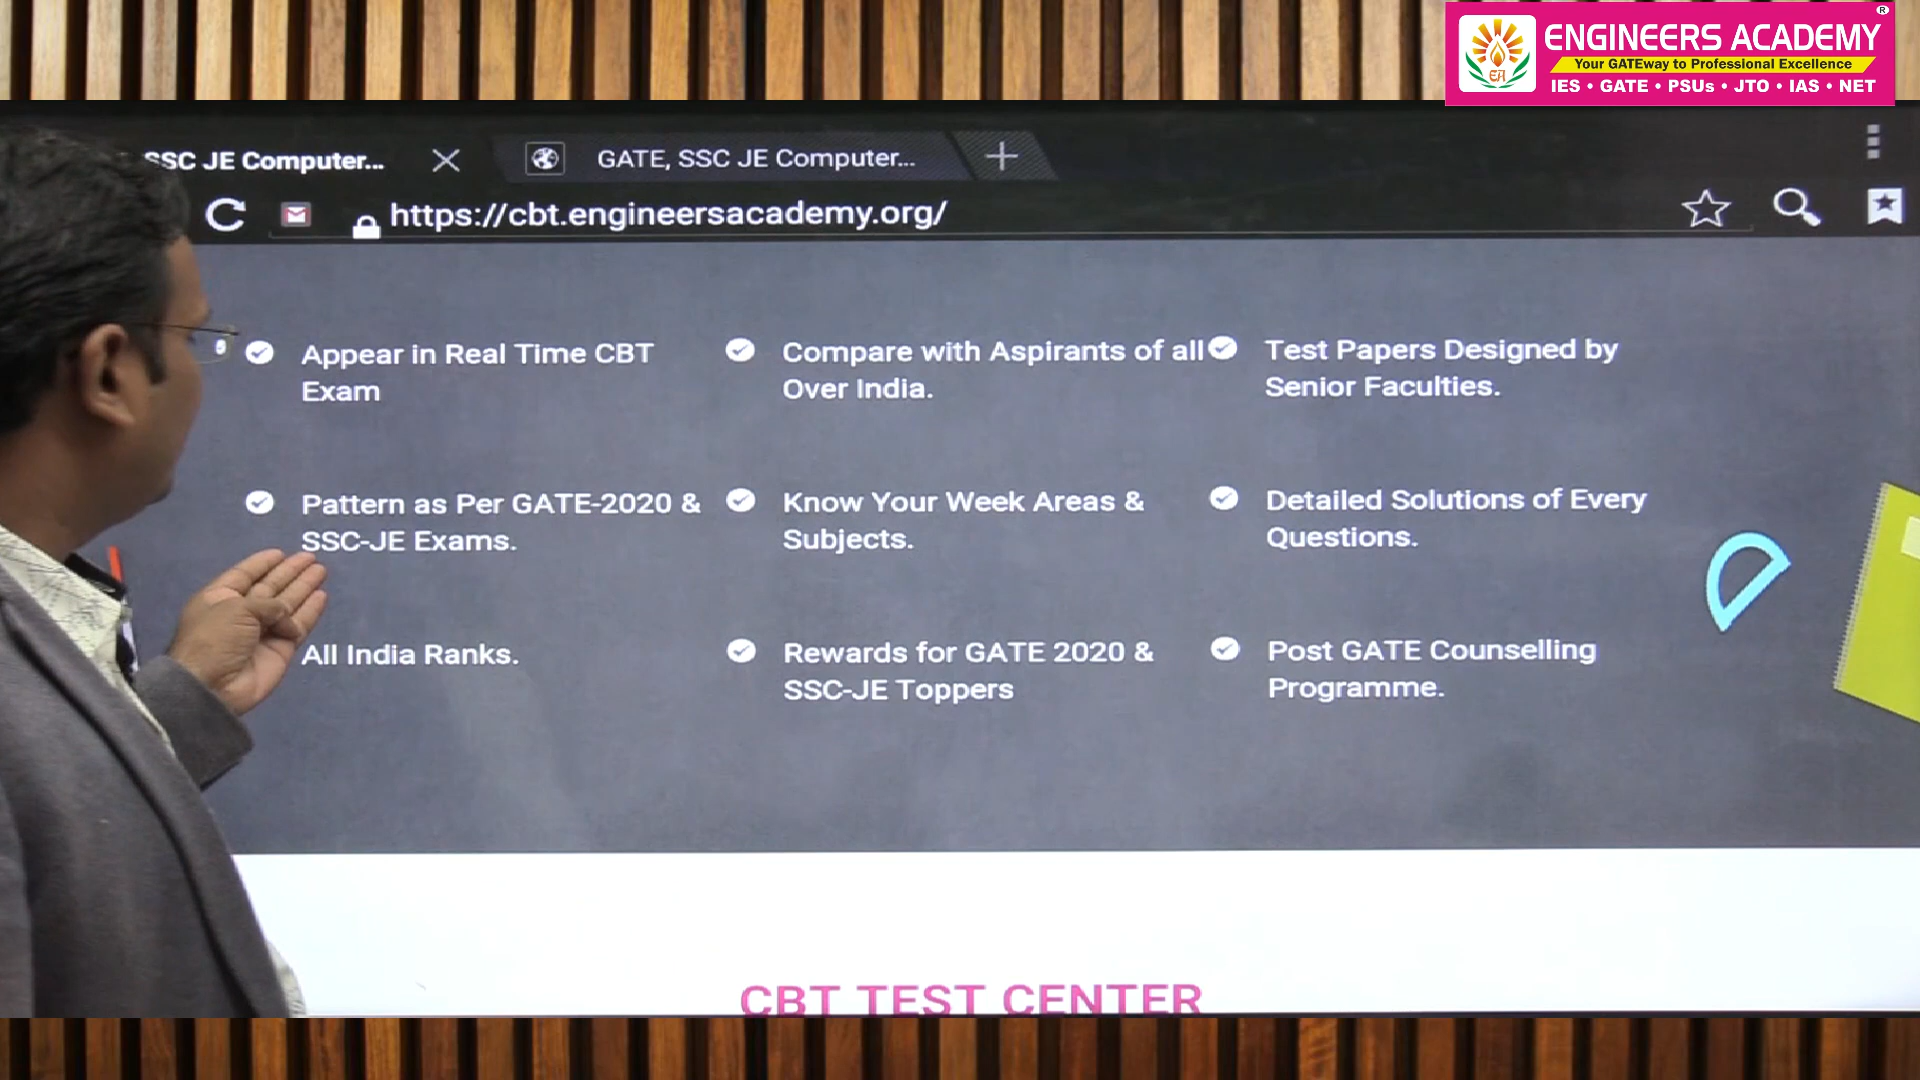 ENGINEERS ACADEMY
®
Your GATEway to Professional Excellence
IES • GATE • PSUs • JTO • IAS • NET
SSC JE Computer...
GATE, SSC JE Computer...
https://cbt.engineersacademy.org/
Appear in Real Time CBT
Exam
Compare with Aspirants of all
Over India.
Test Papers Designed by
Senior Faculties.
Pattern as Per GATE-2020 &
SSC-JE Exams.
Know Your Week Areas &
Subjects.
Detailed Solutions of Every
Questions.
All India Ranks.
Rewards for GATE 2020 &
SSC-JE Toppers
Post GATE Counselling
Programme.
CBT TEST CENTER